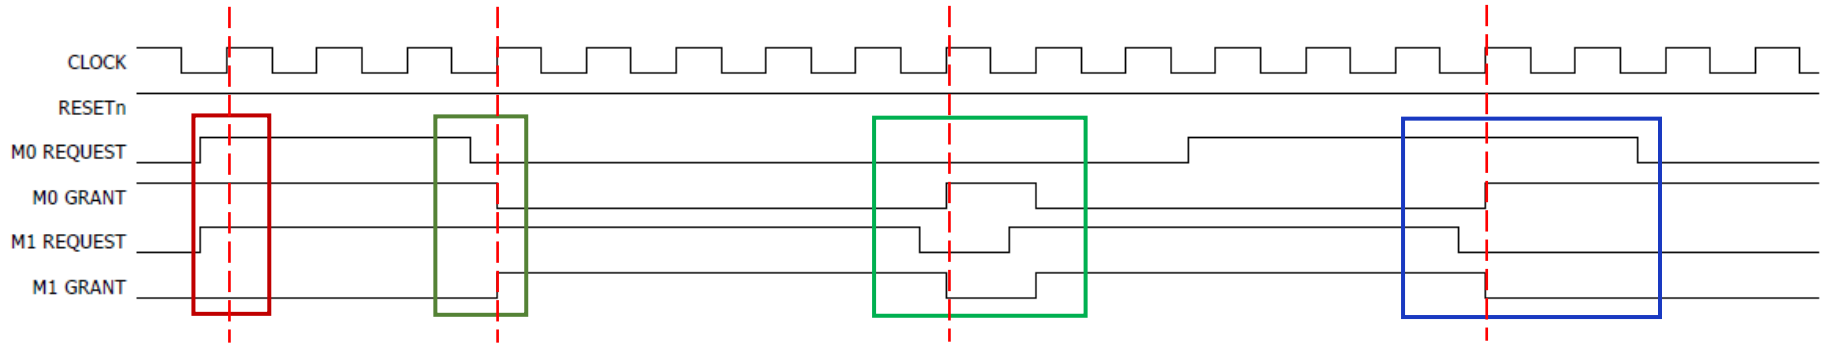 CLOCK
RESETn
M0 REQUEST
M0 GRANT
M1 REQUEST
M1 GRANT